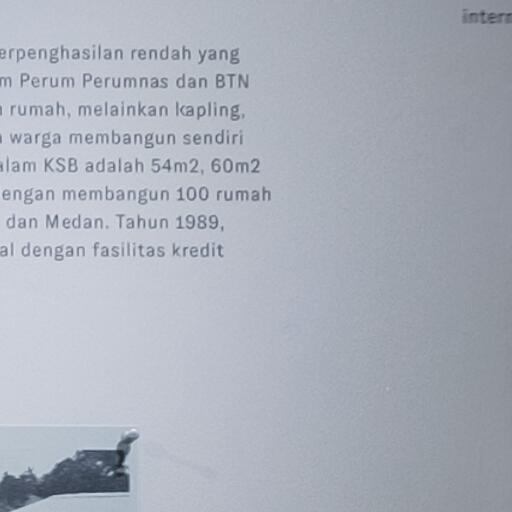 erpenghasilan rendah yang
m Perum Perumnas dan BTN
rumah, melainkan kapling,
warga membangun sendiri
alam KSB adalah 54m2, 60m2
engan membangun 100 rumah
dan Medan. Tahun 1989,
al dengan fasilitas kredit
intern